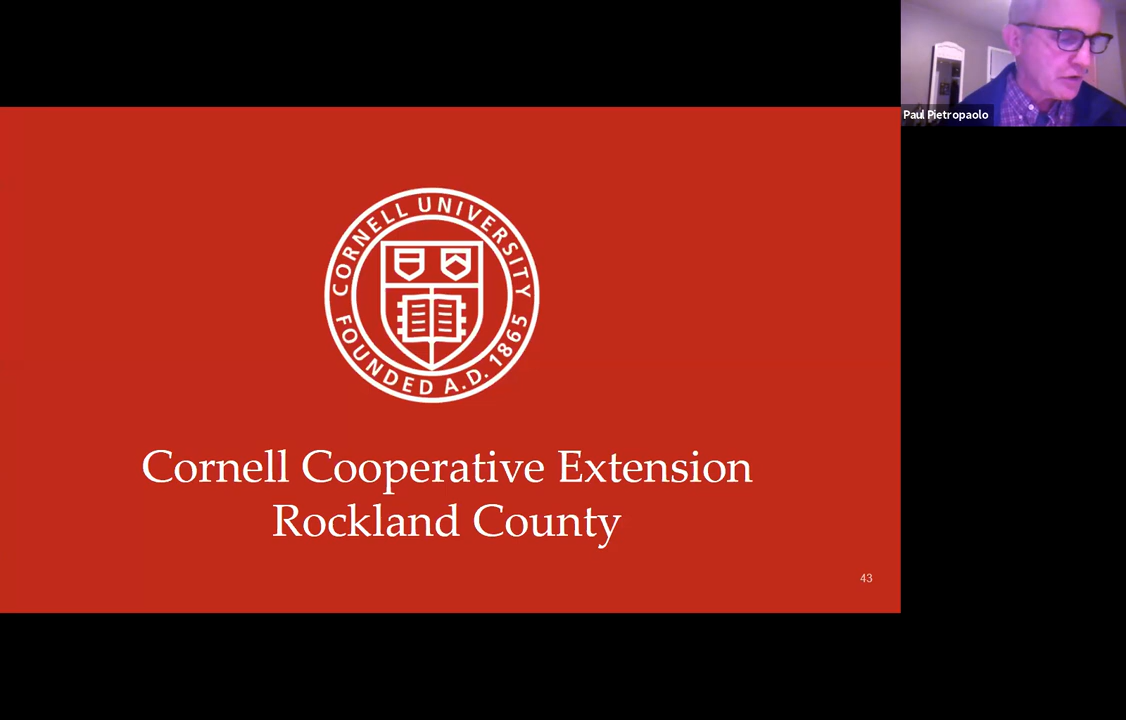 Paul Pietropaolo
CORNELL UNIVERSITY
FOUNDED A.D. 1865
Cornell Cooperative Extension
Rockland County
43